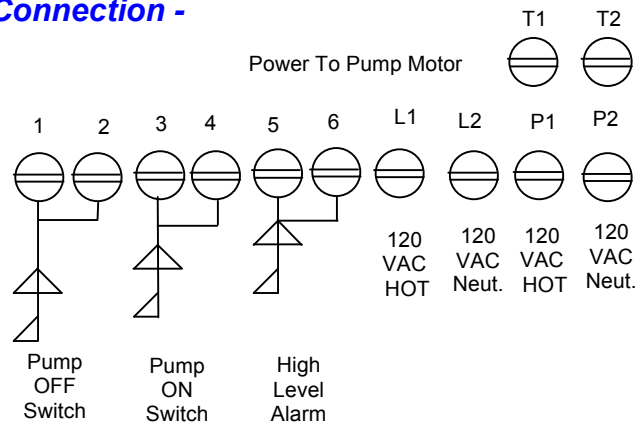 Connection -
T1 T2
Power To Pump Motor
1 2 3 4 5 6 L1 L2 P1 P2
120 VAC HOT
120 VAC Neut.
120 VAC HOT
120 VAC Neut.
Pump OFF Switch
Pump ON Switch
High Level Alarm